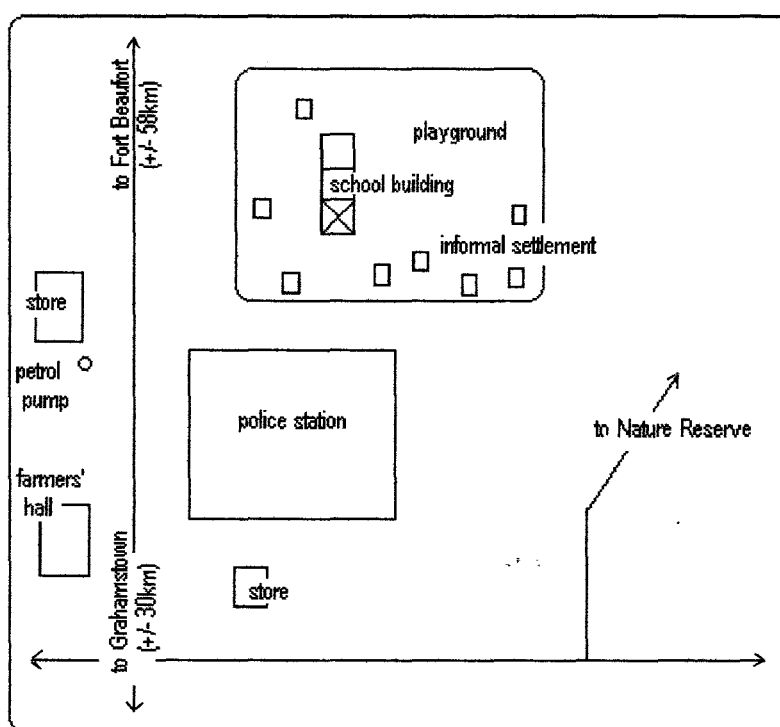 to Fort Beaufort
(+/- 58km)
playground
school building
informal settlement
store
petrol
pump
police station
to Nature Reserve
farmers'
hall
to Grahamstown
(+/- 30km)
store